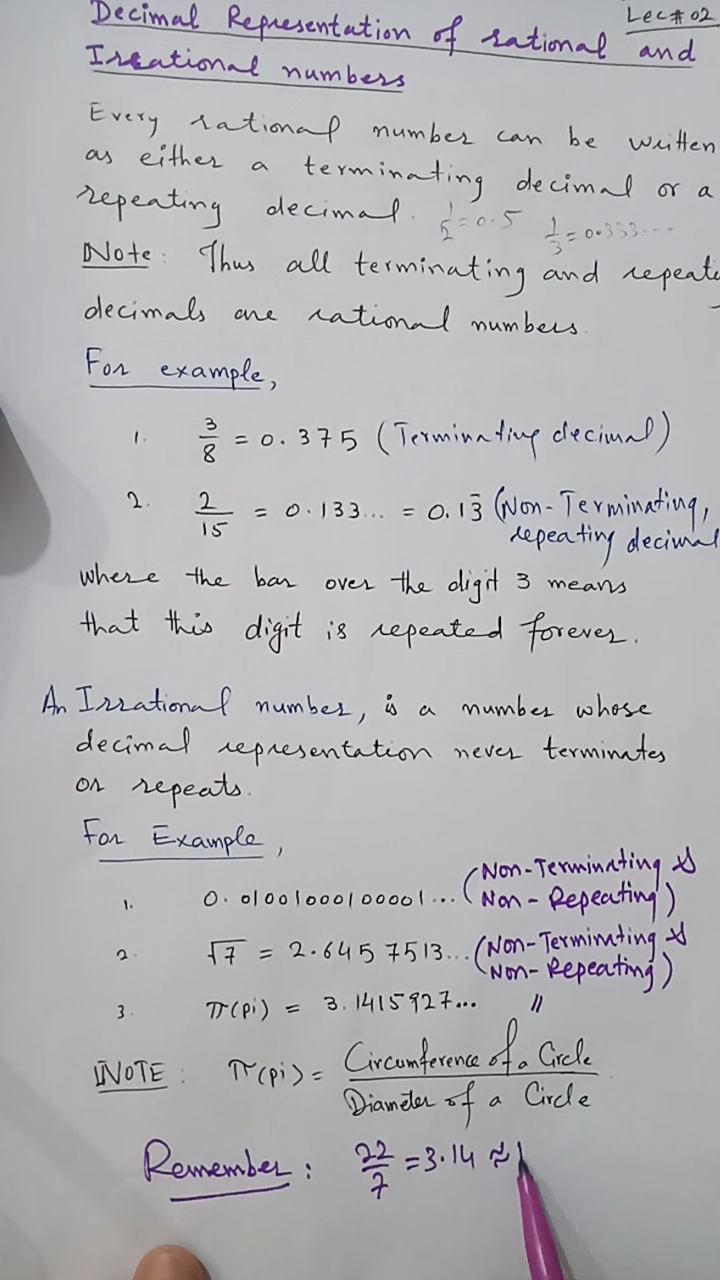 Lec # 02
Decimal Representation of rational and
Irrational numbers
Every rational number can be written
as either a terminating decimal or a
repeating decimal. 1/2 = 0.5 1/3 = 0.333...
Note: Thus all terminating and repeati
decimals are rational numbers.
For example,
1. 3/8 = 0.375 (Terminating decimal)
2. 2/15 = 0.133... = 0.13̄ (Non-Terminating,
repeating decimal
where the bar over the digit 3 means
that this digit is repeated forever.
An Irrational number, is a number whose
decimal representation never terminates
or repeats.
For Example,
1. 0.0100100010001... (Non-Terminating &
Non-Repeating)
2. √7 = 2.6457513... (Non-Terminating &
Non-Repeating)
3. π(pi) = 3.1415927... "
NOTE: π(pi) = Circumference of a Circle
Diameter of a Circle
Remember: 22/7 = 3.14 ≈